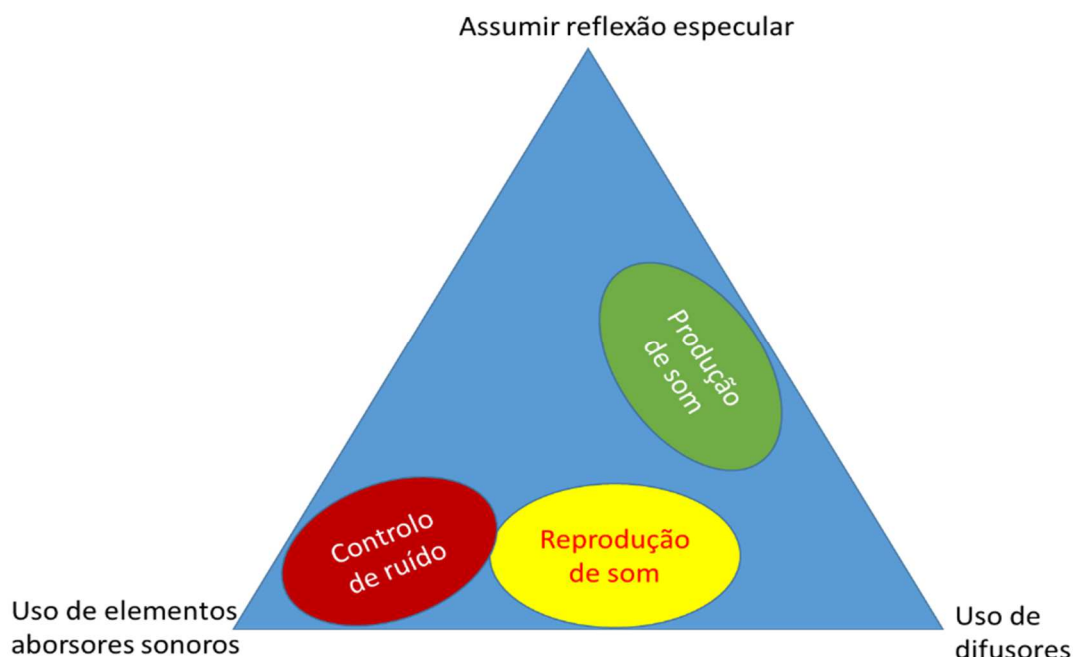 Assumir reflexão especular
Produção
de som
Controlo
de ruído
Reprodução
de som
Uso de elementos
aborsores sonoros
Uso de
difusores